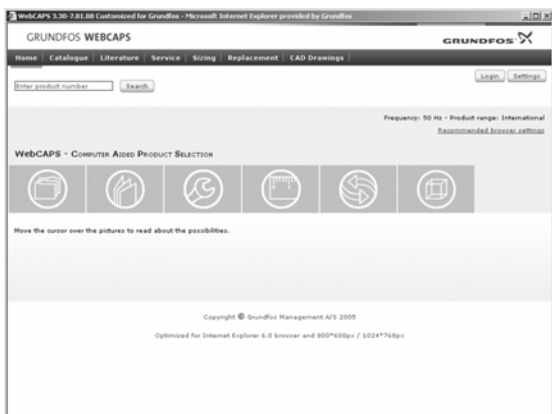 WebCAPS 3.30-7.01.00 Customized for Grundfos - Microsoft Internet Explorer provided by Grundfos
GRUNDFOS WEBCAPS
GRUNDFOS
Home | Catalogue | Literature | Service | Sizing | Replacement | CAD Drawings |
Enter product number Search
Login Settings
Frequency: 50 Hz - Product range: International
Recommended browser settings
WebCAPS - Computer Aided Product Selection
Move the cursor over the pictures to read about the possibilities.
Copyright © Grundfos Management A/S 2005
Optimized for Internet Explorer 6.0 browser and 800*600px / 1024*768px